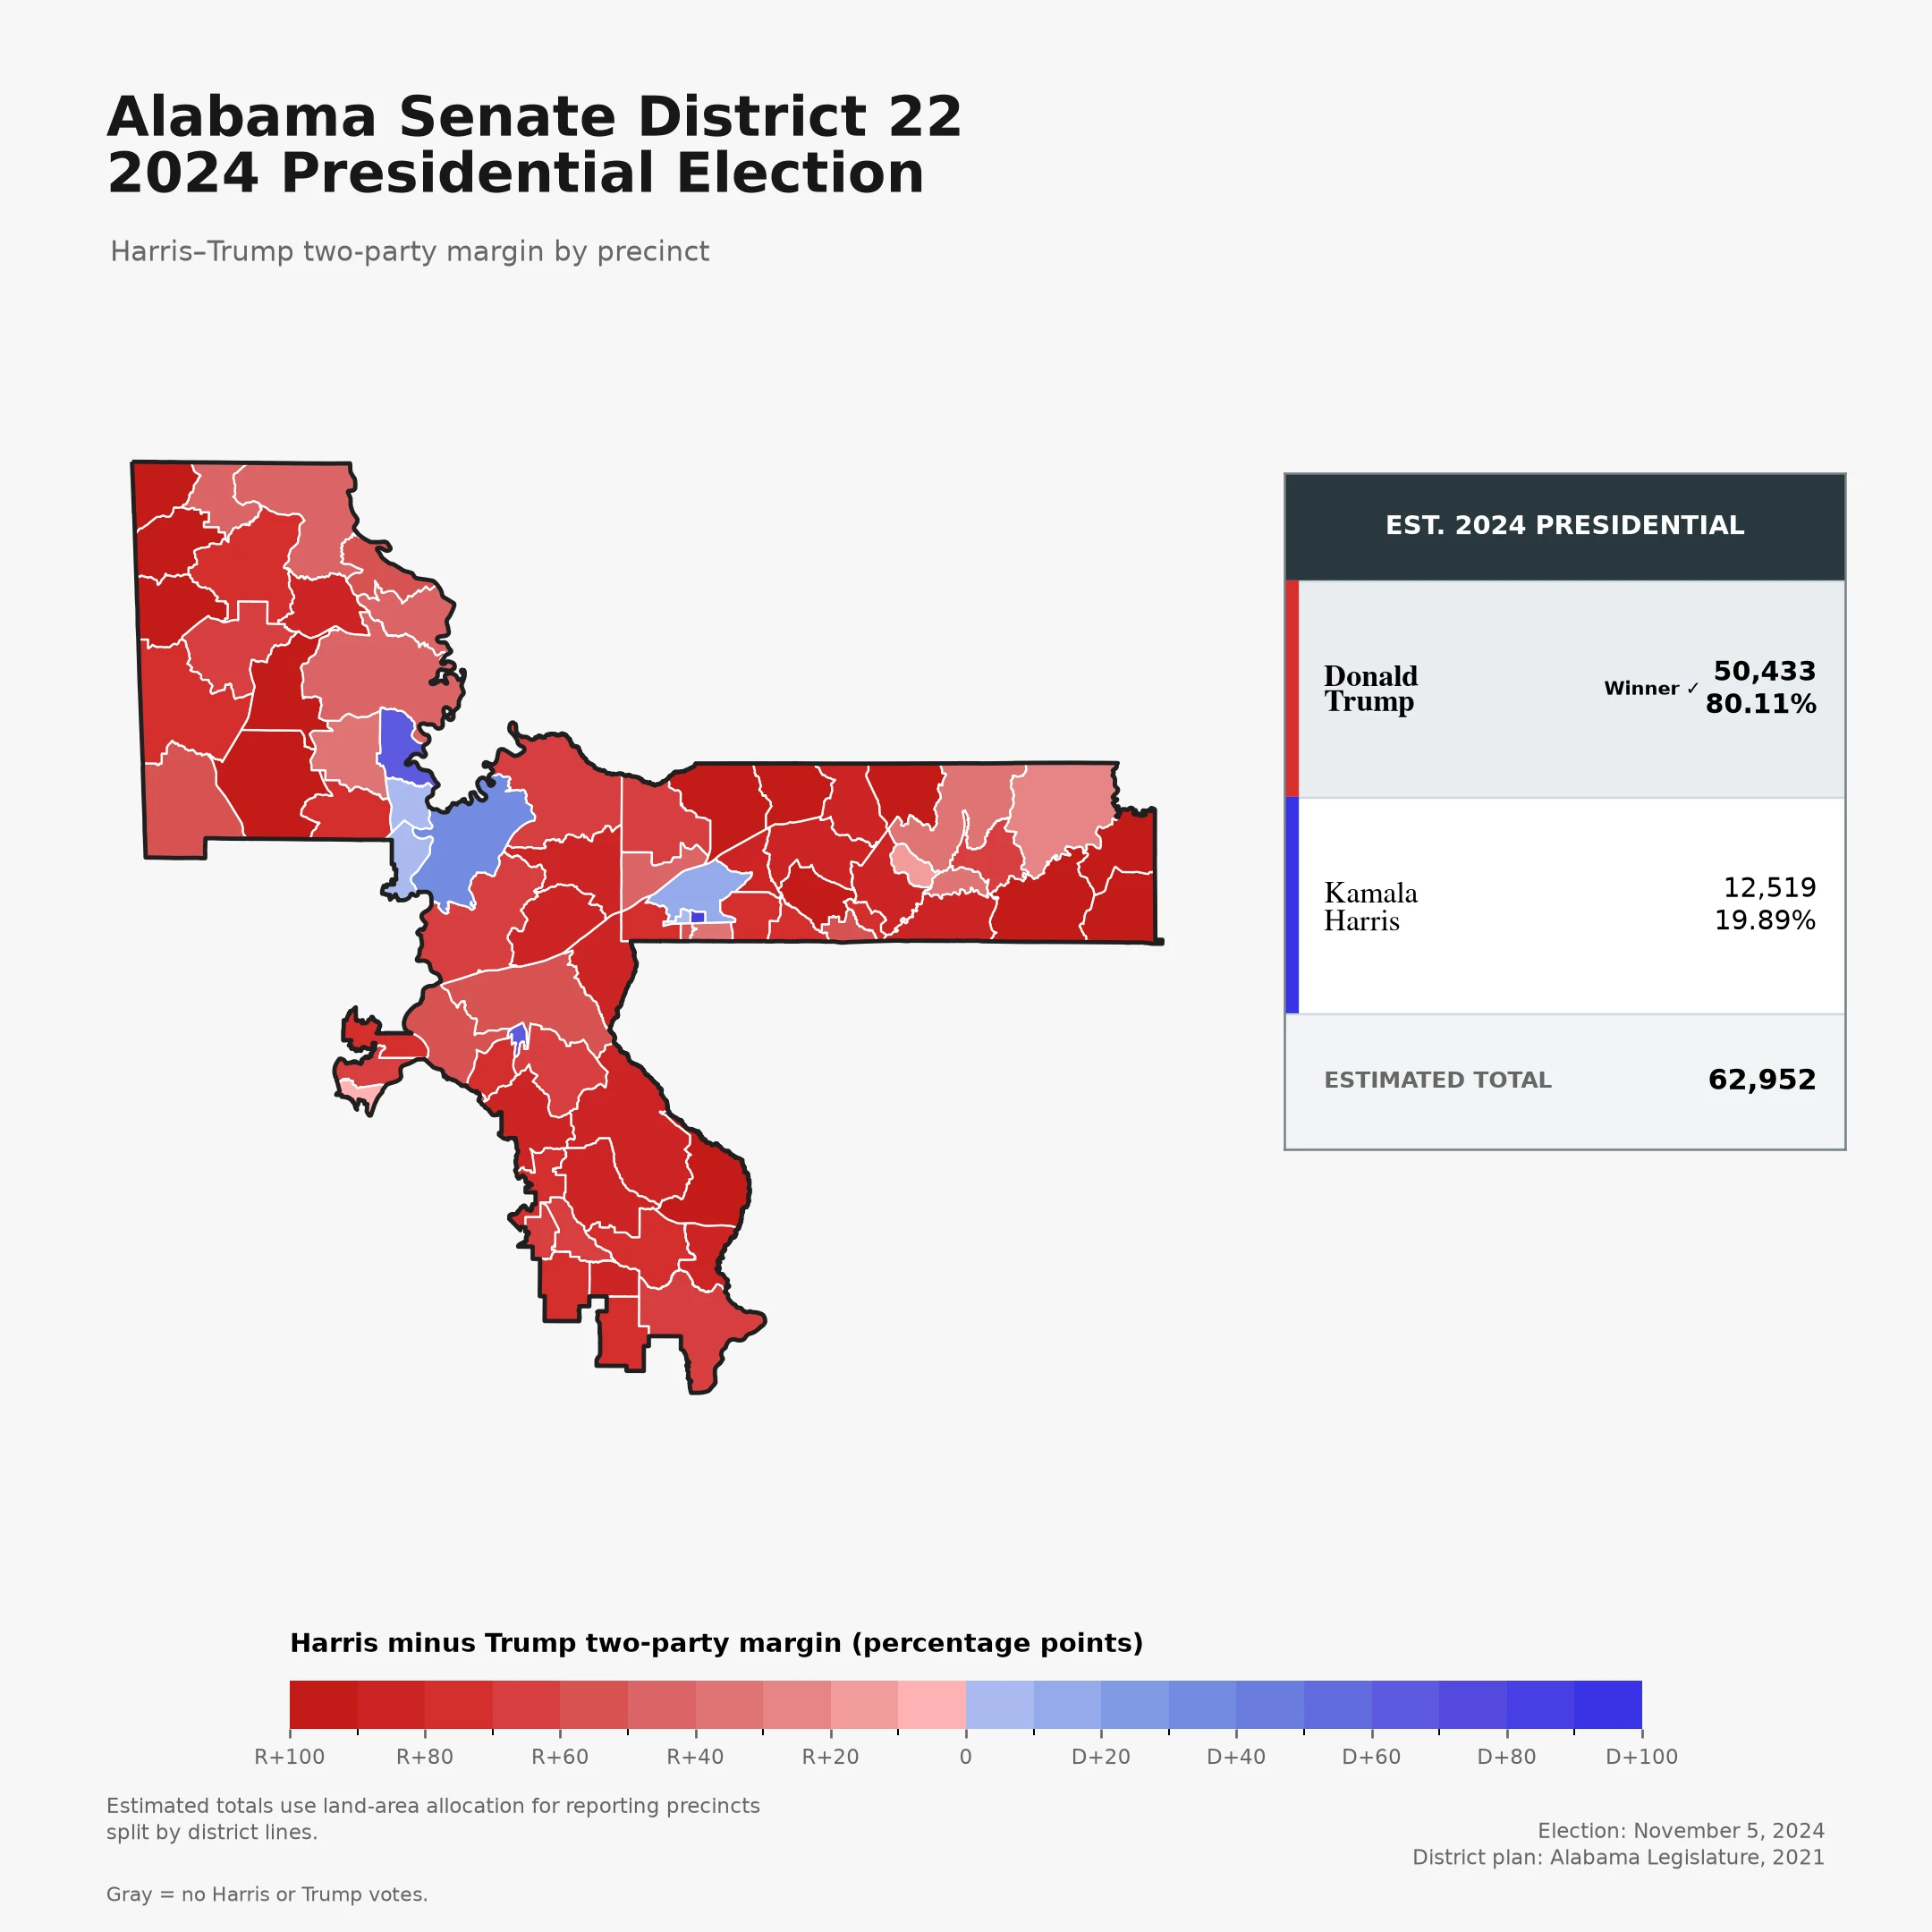 Alabama Senate District 22
2024 Presidential Election
Harris–Trump two-party margin by precinct
EST. 2024 PRESIDENTIAL
Donald
Trump
Winner ✓
50,433
80.11%
Kamala
Harris
12,519
19.89%
ESTIMATED TOTAL
62,952
Harris minus Trump two-party margin (percentage points)
R+100 R+80 R+60 R+40 R+20 0 D+20 D+40 D+60 D+80 D+100
Estimated totals use land-area allocation for reporting precincts
split by district lines.
Gray = no Harris or Trump votes.
Election: November 5, 2024
District plan: Alabama Legislature, 2021